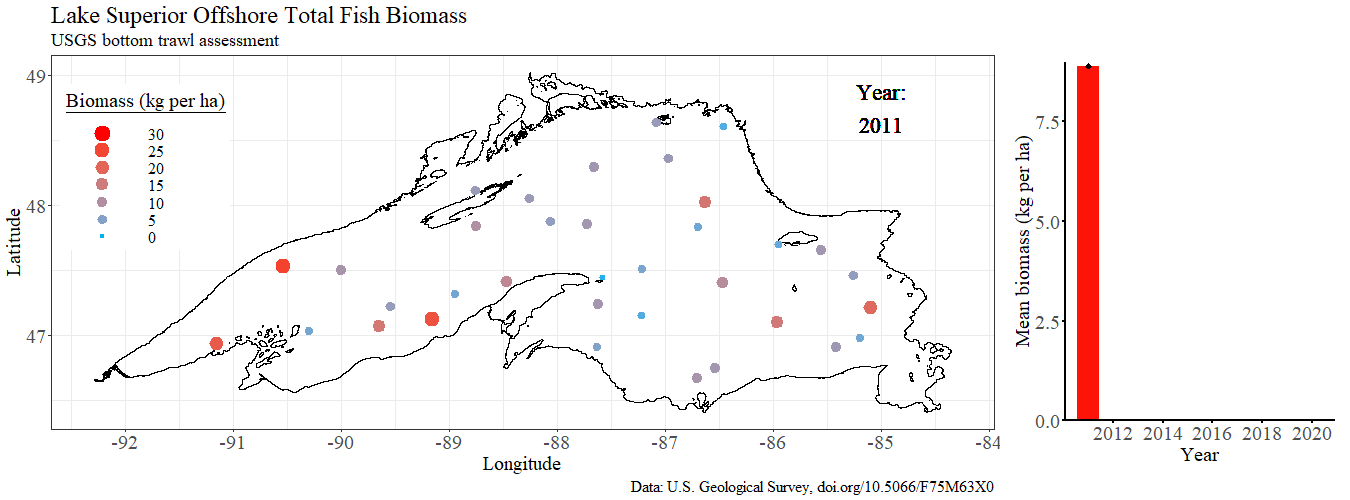 Lake Superior Offshore Total Fish Biomass
USGS bottom trawl assessment
Biomass (kg per ha)
30
25
20
15
10
5
0
Year:
2011
Latitude
49
48
47
-92 -91 -90 -89 -88 -87 -86 -85 -84
Longitude
Data: U.S. Geological Survey, doi.org/10.5066/F75M63X0
Mean biomass (kg per ha)
7.5
5.0
2.5
0.0
2012 2014 2016 2018 2020
Year